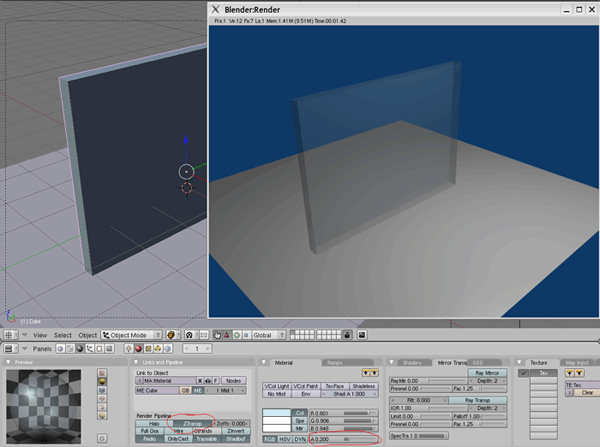 Blender:Render
Fra:1 Ve:12 Fa:7 La:1 Mem:1.41M (9.51M) Time:00:01.42
(1) Cube
View Select Object Object Mode Global
Panels 1
Preview
Links and Pipeline
Link to Object
MA:Material F Nodes
ME:Cube OB ME 1 Mat 1
Render Pipeline
Halo ZTransp Zoffs: 0.000
Full Osa Wire Strands ZInvert
Radio OnlyCast Traceable Shadbuf
Material Ramps
VCol Light VCol Paint TexFace Shadeless
No Mist Env Shad A 1.000
Col R 0.801
Spe G 0.906
Mir B 0.948
RGB HSV DYN A 0.200
Shaders Mirror Trans SSS
Ray Mirror
RayMir 0.00 Depth: 2
Fresnel 0.00 Fac 1.25
Filt: 0.000 Ray Transp
IOR 1.00 Depth: 2
Limit 0.00 Falloff 1.00
Fresnel 0.00 Fac 1.25
SpecTra 1.0
Texture Map Input
Tex
TE:Tex
Clear